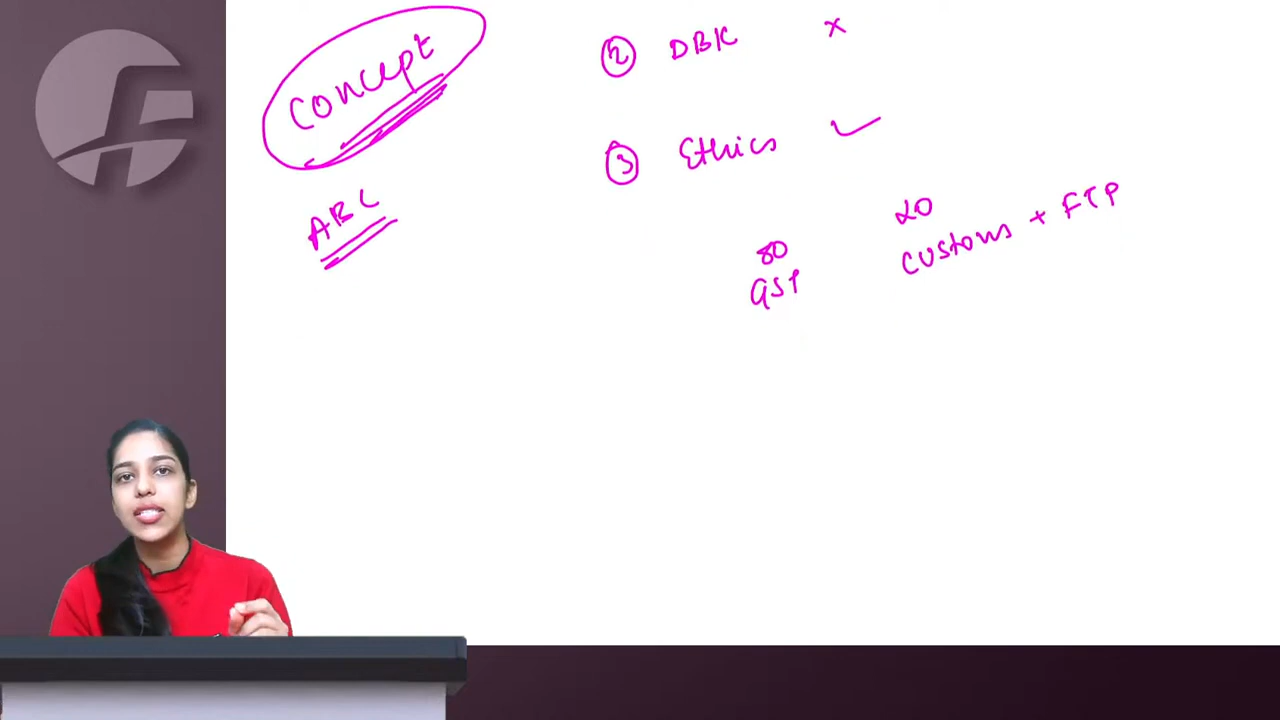 Concept
ABC
② DBK ×
③ Ethics ✓
80 20
GST Customs + FTP